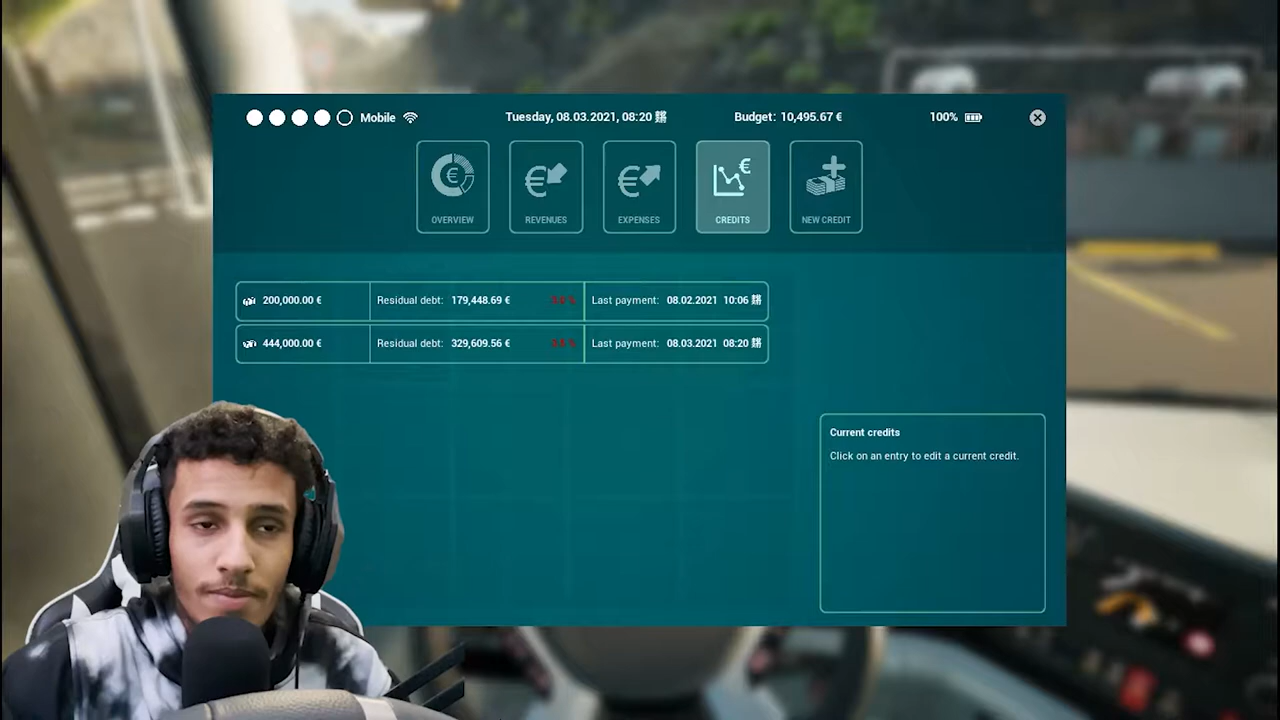 Mobile Tuesday, 08.03.2021, 08:20 Budget: 10,495.67 € 100%
OVERVIEW REVENUES EXPENSES CREDITS NEW CREDIT
200,000.00 € Residual debt: 179,448.69 € Last payment: 08.02.2021 10:06
444,000.00 € Residual debt: 329,609.56 € Last payment: 08.03.2021 08:20
Current credits
Click on an entry to edit a current credit.